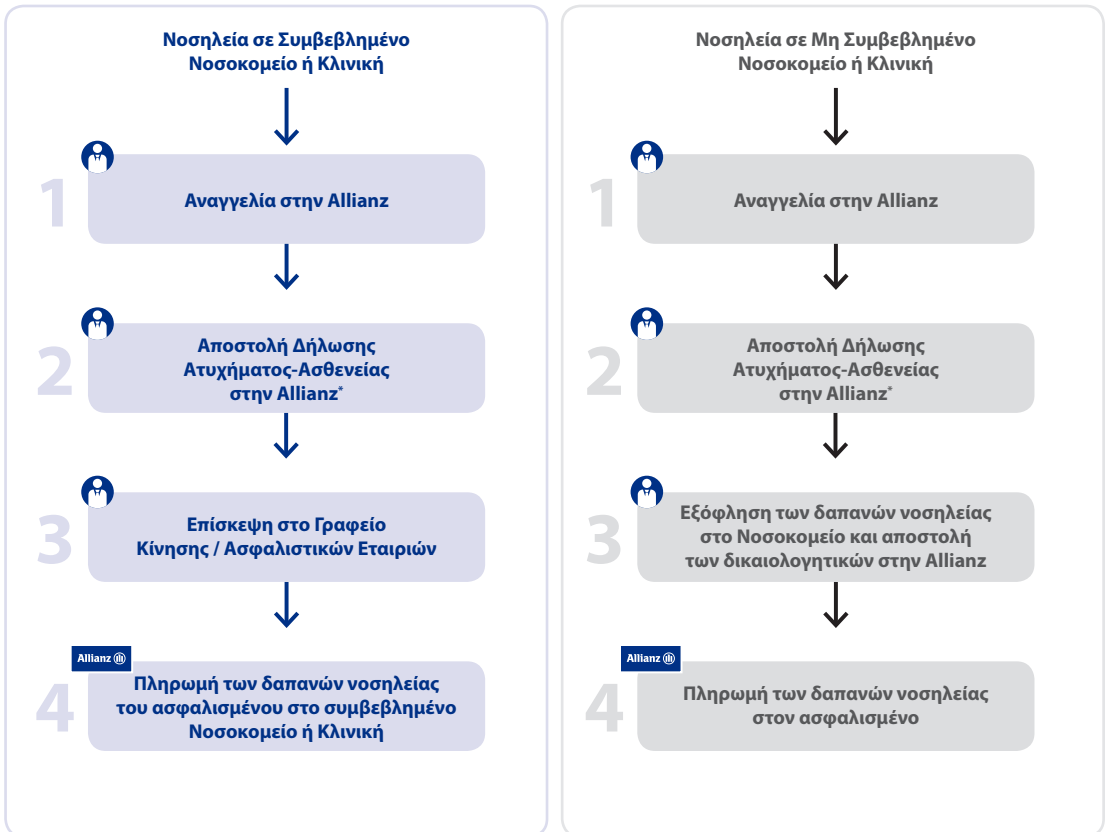 Νοσηλεία σε Συμβεβλημένο
Νοσοκομείο ή Κλινική
1
Αναγγελία στην Allianz
2
Αποστολή Δήλωσης
Ατυχήματος-Ασθενείας
στην Allianz*
3
Επίσκεψη στο Γραφείο
Κίνησης / Ασφαλιστικών Εταιριών
Allianz
4
Πληρωμή των δαπανών νοσηλείας
του ασφαλισμένου στο συμβεβλημένο
Νοσοκομείο ή Κλινική
Νοσηλεία σε Μη Συμβεβλημένο
Νοσοκομείο ή Κλινική
1
Αναγγελία στην Allianz
2
Αποστολή Δήλωσης
Ατυχήματος-Ασθενείας
στην Allianz*
3
Εξόφληση των δαπανών νοσηλείας
στο Νοσοκομείο και αποστολή
των δικαιολογητικών στην Allianz
Allianz
4
Πληρωμή των δαπανών νοσηλείας
στον ασφαλισμένο